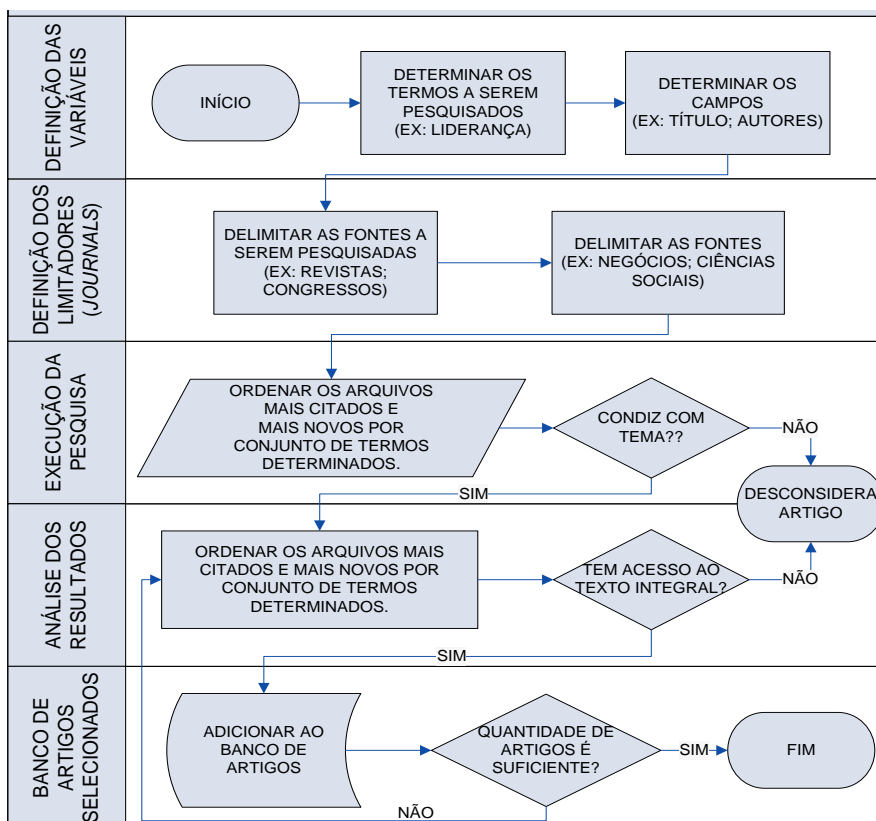 DEFINIÇÃO DAS
VARIÁVEIS
INÍCIO
DETERMINAR OS
TERMOS A SEREM
PESQUISADOS
(EX: LIDERANÇA)
DETERMINAR OS
CAMPOS
(EX: TÍTULO; AUTORES)
DEFINIÇÃO DOS
LIMITADORES
(JOURNALS)
DELIMITAR AS FONTES A
SEREM PESQUISADAS
(EX: REVISTAS;
CONGRESSOS)
DELIMITAR AS FONTES
(EX: NEGÓCIOS; CIÊNCIAS
SOCIAIS)
EXECUÇÃO DA
PESQUISA
ORDENAR OS ARQUIVOS
MAIS CITADOS E
MAIS NOVOS POR
CONJUNTO DE TERMOS
DETERMINADOS.
CONDIZ COM
TEMA??
NÃO
SIM
DESCONSIDERA
ARTIGO
ANÁLISE DOS
RESULTADOS
ORDENAR OS ARQUIVOS MAIS
CITADOS E MAIS NOVOS POR
CONJUNTO DE TERMOS
DETERMINADOS.
TEM ACESSO AO
TEXTO INTEGRAL?
NÃO
SIM
BANCO DE
ARTIGOS
SELECIONADOS
ADICIONAR AO
BANCO DE
ARTIGOS
QUANTIDADE DE
ARTIGOS É
SUFICIENTE?
SIM
FIM
NÃO